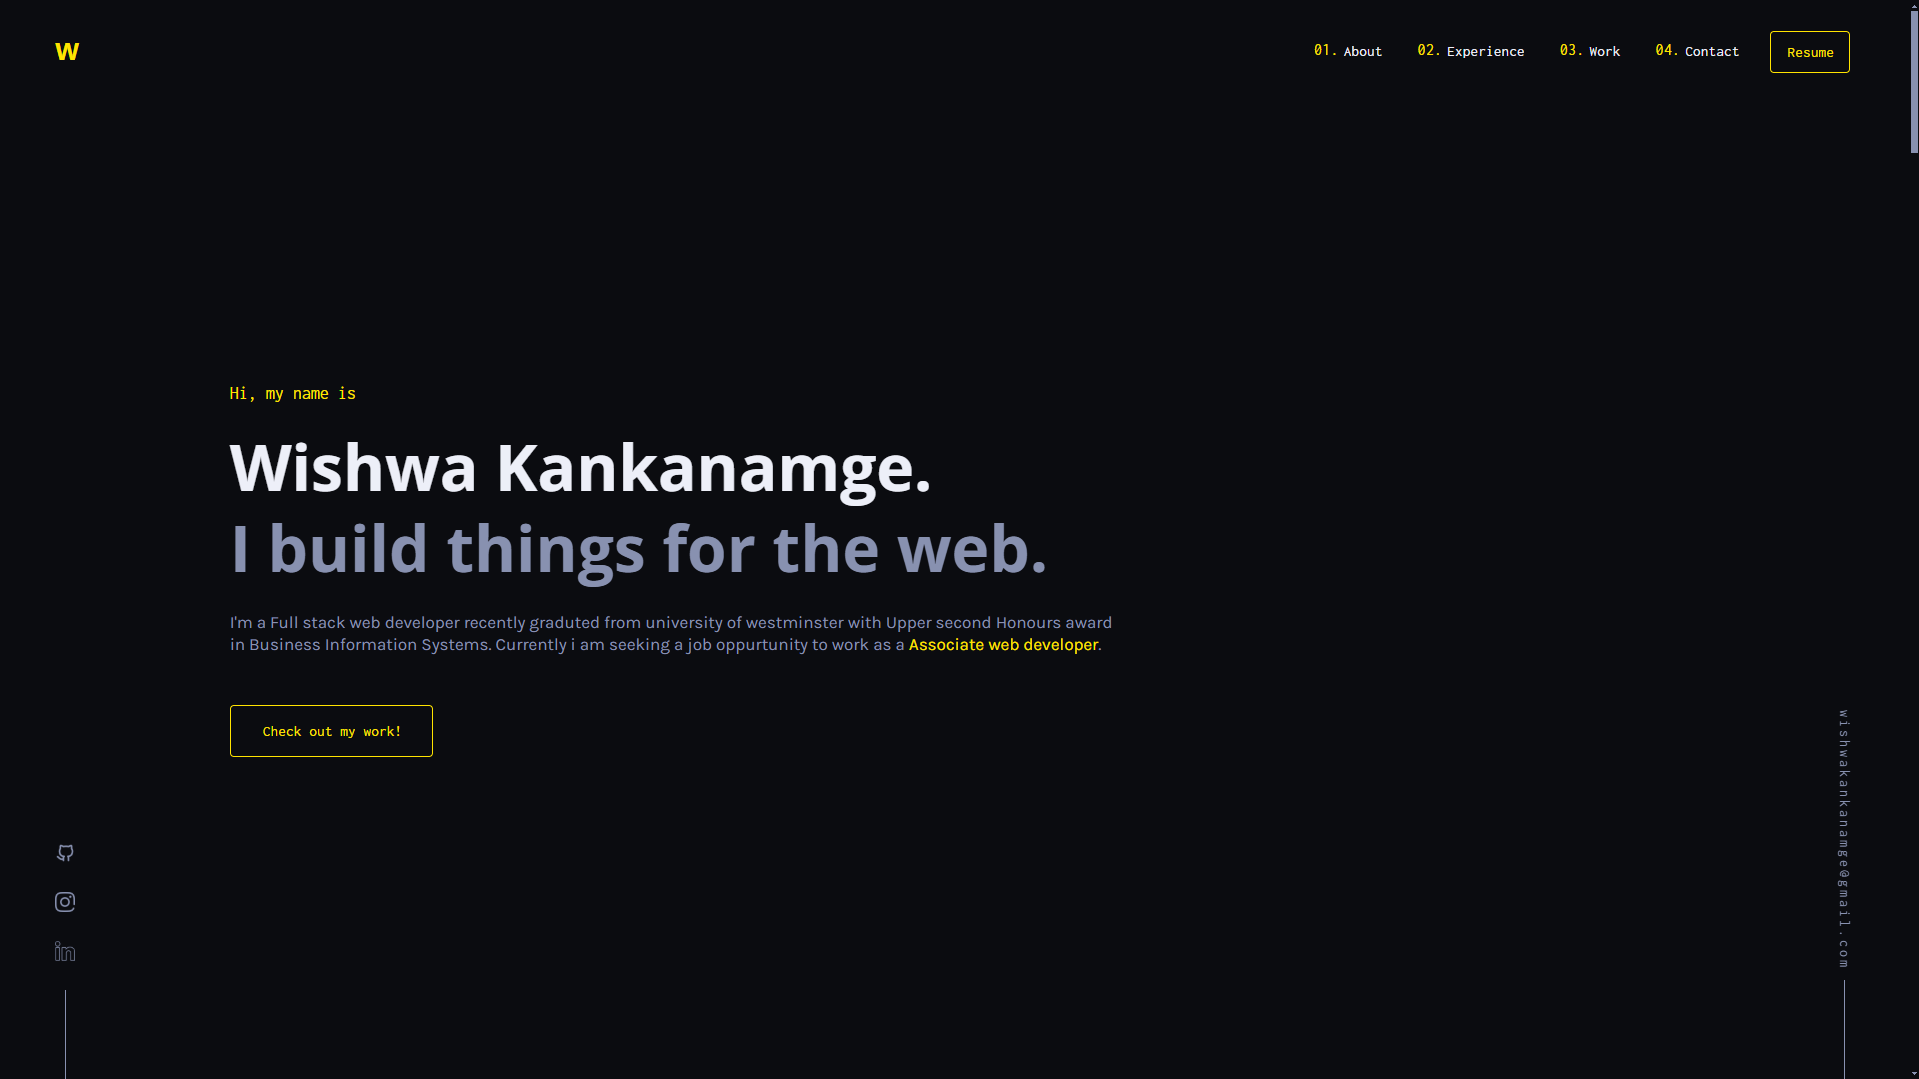 W
01. About
02. Experience
03. Work
04. Contact
Resume
Hi, my name is
Wishwa Kankanamge.
I build things for the web.
I'm a Full stack web developer recently graduted from university of westminster with Upper second Honours award
in Business Information Systems. Currently i am seeking a job oppurtunity to work as a Associate web developer.
Check out my work!
wishwakankanamge@gmail.com